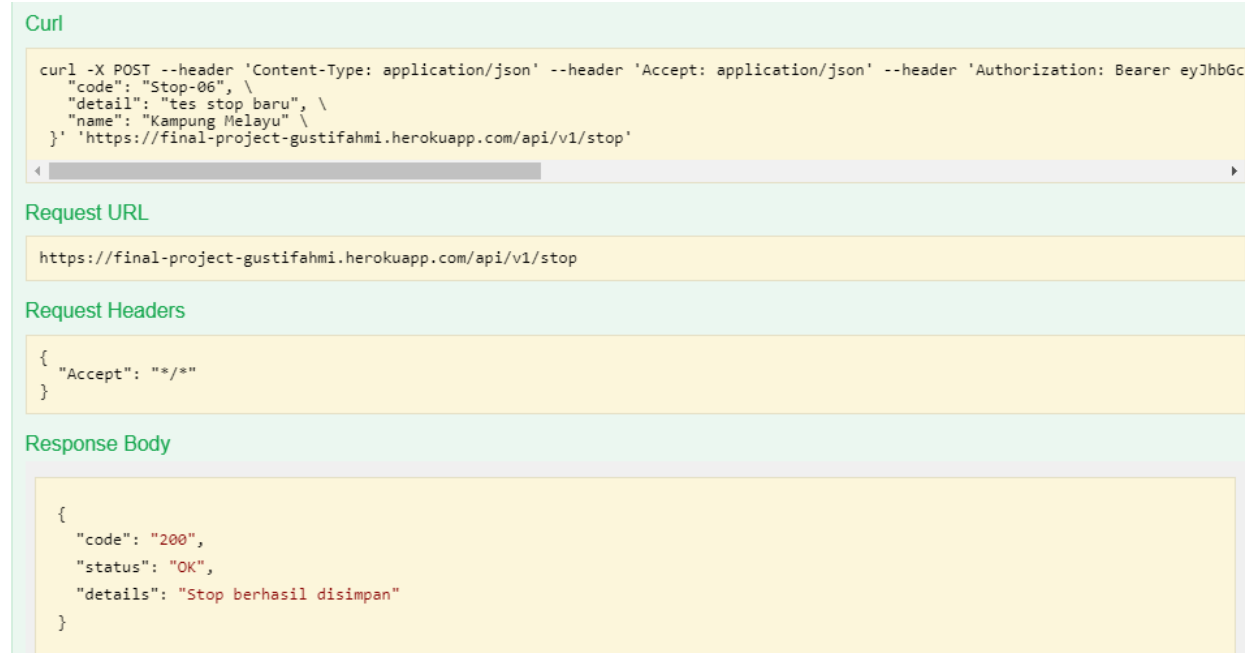 Curl
curl -X POST --header 'Content-Type: application/json' --header 'Accept: application/json' --header 'Authorization: Bearer eyJhbGc
"code": "Stop-06", \
"detail": "tes stop baru", \
"name": "Kampung Melayu" \
}' 'https://final-project-gustifahmi.herokuapp.com/api/v1/stop'
Request URL
https://final-project-gustifahmi.herokuapp.com/api/v1/stop
Request Headers
{
"Accept": "*/*"
}
Response Body
{
"code": "200",
"status": "OK",
"details": "Stop berhasil disimpan"
}